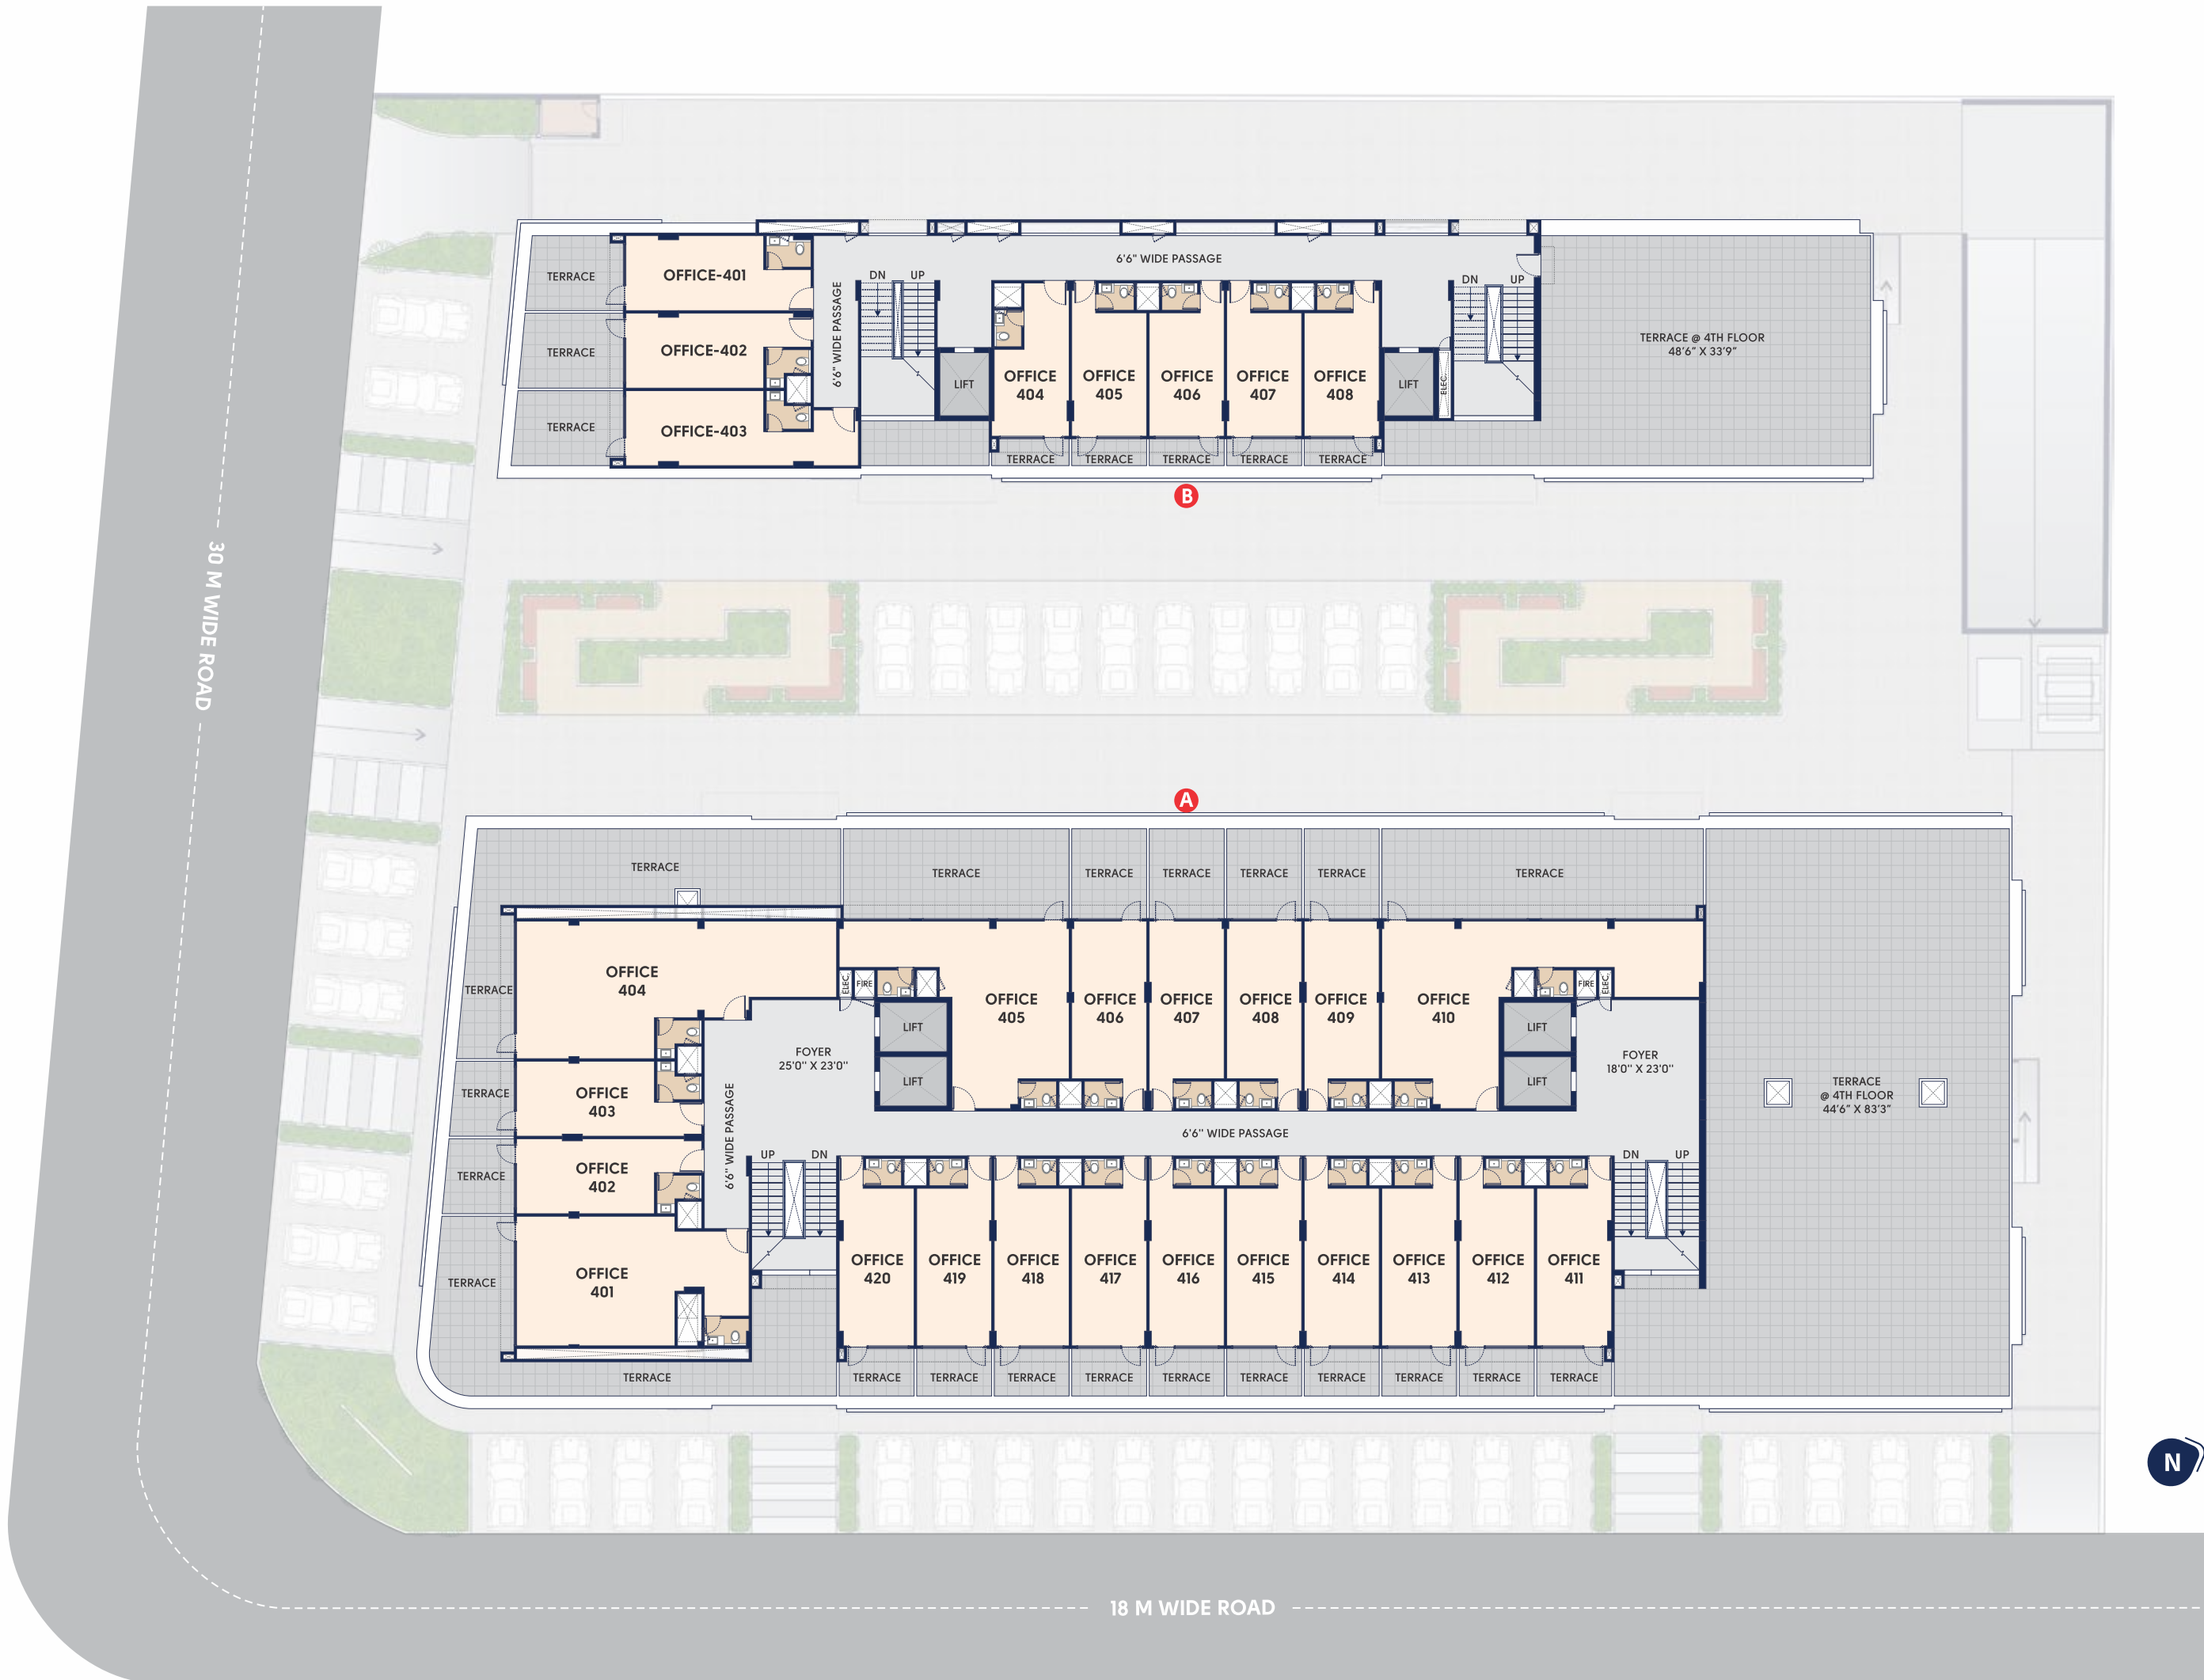 TERRACE
OFFICE-401
TERRACE
OFFICE-402
TERRACE
OFFICE-403
6'6" WIDE PASSAGE
6'6" WIDE PASSAGE
DN UP
LIFT
OFFICE
404
OFFICE
405
OFFICE
406
OFFICE
407
OFFICE
408
LIFT
ELEC.
DN UP
TERRACE @ 4TH FLOOR
48'6" X 33'9"
TERRACE
TERRACE
TERRACE
TERRACE
TERRACE
B
30 M WIDE ROAD
A
TERRACE
TERRACE
TERRACE
TERRACE
TERRACE
TERRACE
TERRACE
TERRACE
OFFICE
404
ELEC.
FIRE
LIFT
LIFT
OFFICE
405
OFFICE
406
OFFICE
407
OFFICE
408
OFFICE
409
OFFICE
410
FIRE
ELEC.
LIFT
LIFT
FOYER
25'0'' X 23'0''
FOYER
18'0'' X 23'0''
TERRACE
OFFICE
403
TERRACE
@ 4TH FLOOR
44'6" X 83'3"
6'6" WIDE PASSAGE
6'6'' WIDE PASSAGE
TERRACE
OFFICE
402
UP DN
DN UP
TERRACE
OFFICE
401
OFFICE
420
OFFICE
419
OFFICE
418
OFFICE
417
OFFICE
416
OFFICE
415
OFFICE
414
OFFICE
413
OFFICE
412
OFFICE
411
TERRACE
TERRACE
TERRACE
TERRACE
TERRACE
TERRACE
TERRACE
TERRACE
TERRACE
TERRACE
TERRACE
N
18 M WIDE ROAD